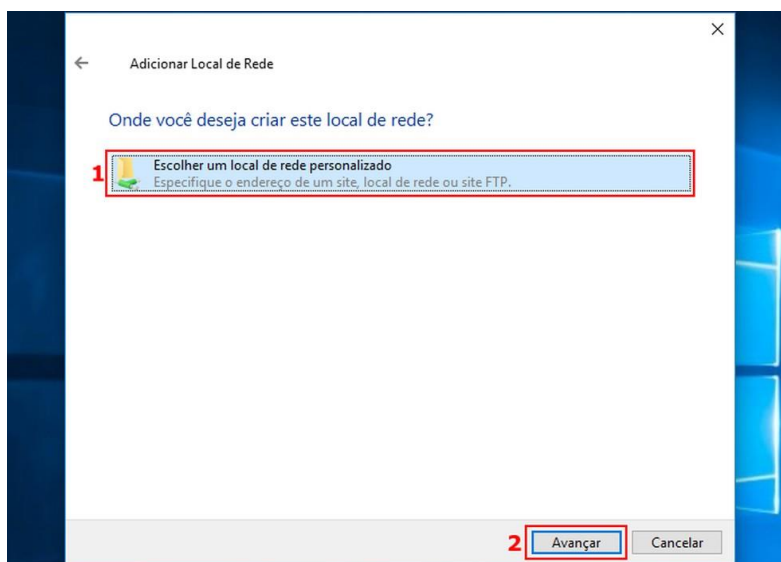 Adicionar Local de Rede
Onde você deseja criar este local de rede?
1
Escolher um local de rede personalizado
Especifique o endereço de um site, local de rede ou site FTP.
2
Avançar
Cancelar